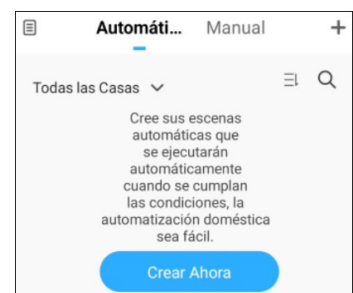 Automáti... Manual
Todas las Casas
Cree sus escenas
automáticas que
se ejecutarán
automáticamente
cuando se cumplan
las condiciones, la
automatización doméstica
sea fácil.
Crear Ahora